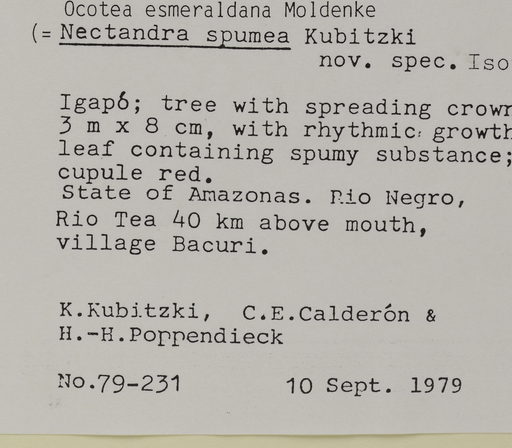 Ocotea esmeraldana Moldenke
(= Nectandra spumea Kubitzki
nov. spec. Iso
Igapó; tree with spreading crown
3 m x 8 cm, with rhythmic growth
leaf containing spumy substance;
cupule red.
State of Amazonas. Rio Negro,
Rio Tea 40 km above mouth,
village Bacuri.
K.Kubitzki, C.E.Calderón &
H.-H.Poppendieck
No.79-231 10 Sept. 1979